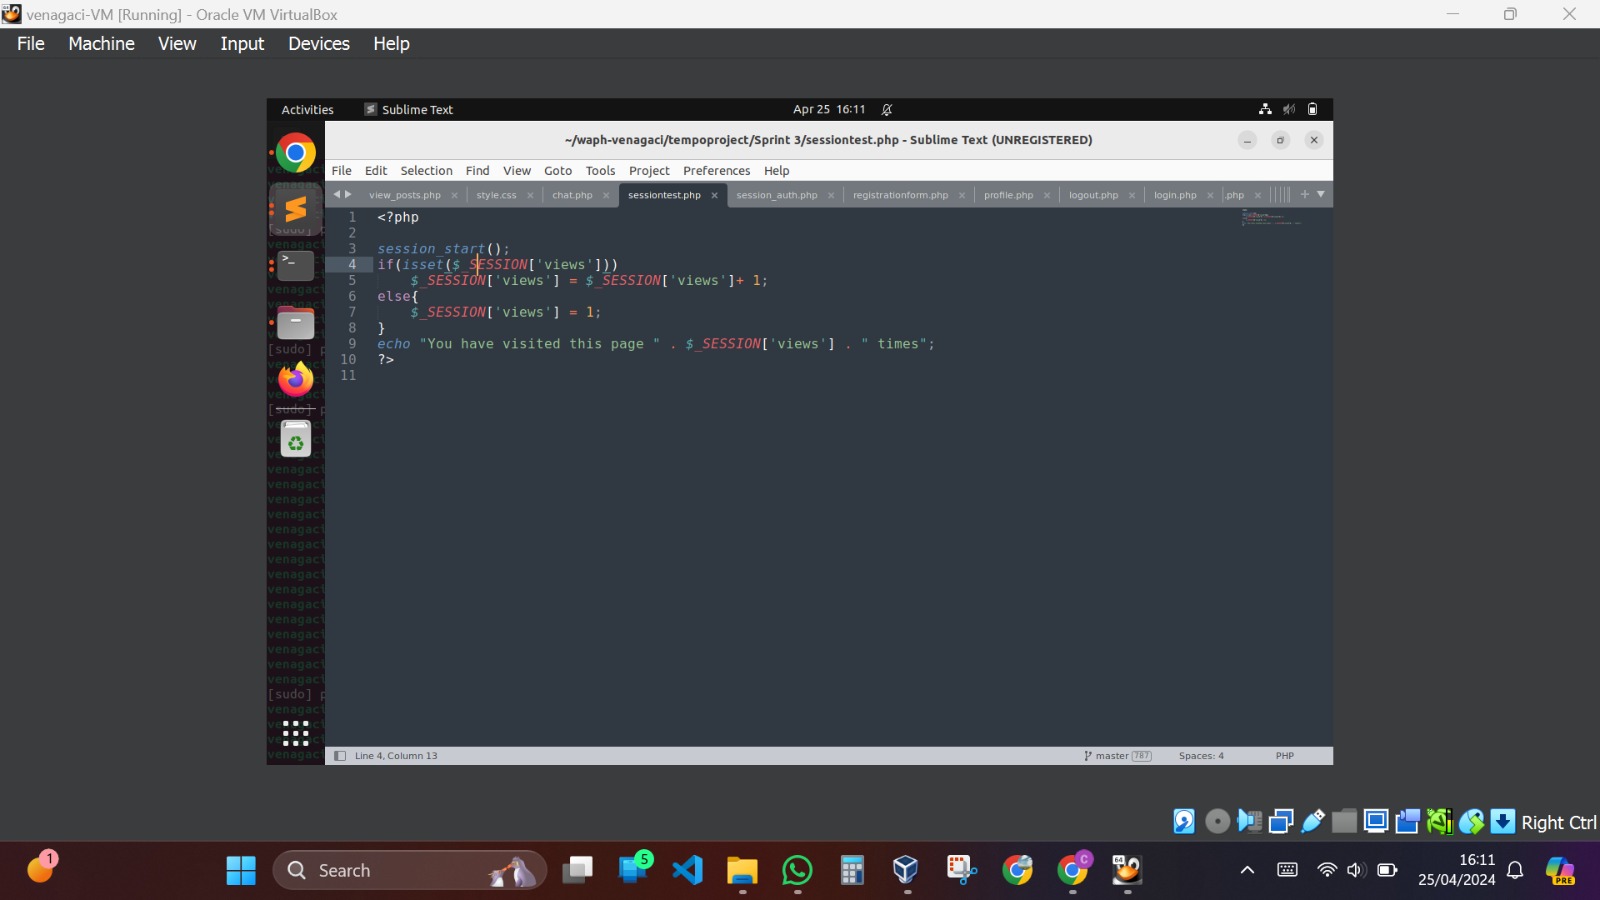 venagaci-VM [Running] - Oracle VM VirtualBox
File Machine View Input Devices Help
Activities Sublime Text Apr 25 16:11
~/waph-venagaci/tempoproject/Sprint 3/sessiontest.php - Sublime Text (UNREGISTERED)
File Edit Selection Find View Goto Tools Project Preferences Help
view_posts.php style.css chat.php sessiontest.php session_auth.php registrationform.php profile.php logout.php login.php .php
1 <?php
2
3 session_start();
4 if(isset($_SESSION['views']))
5 $_SESSION['views'] = $_SESSION['views']+ 1;
6 else{
7 $_SESSION['views'] = 1;
8 }
9 echo "You have visited this page " . $_SESSION['views'] . " times";
10 ?>
11
Line 4, Column 13 master 787 Spaces: 4 PHP
Right Ctrl
1 Search 5 C 64 16:11 PRE
25/04/2024